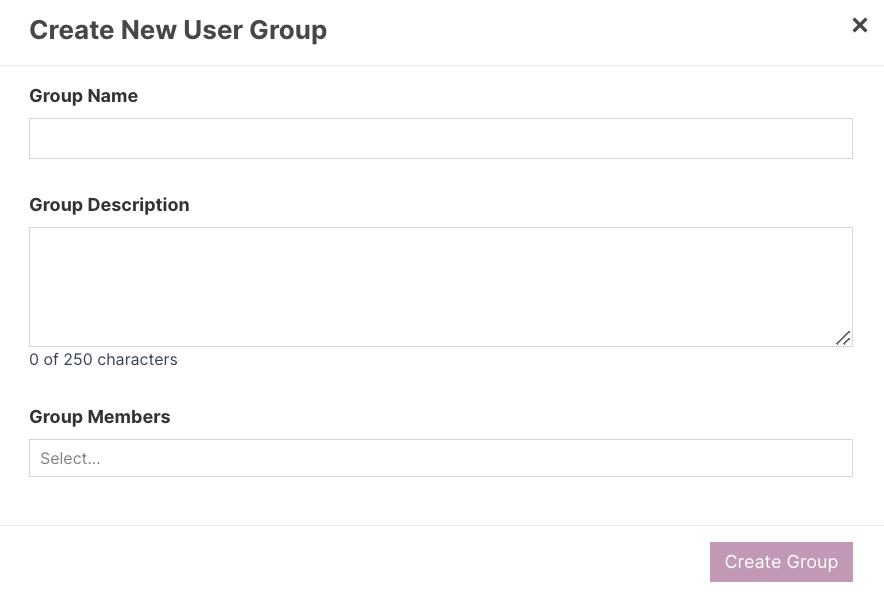 Create New User Group
Group Name
Group Description
0 of 250 characters
Group Members
Select...
Create Group